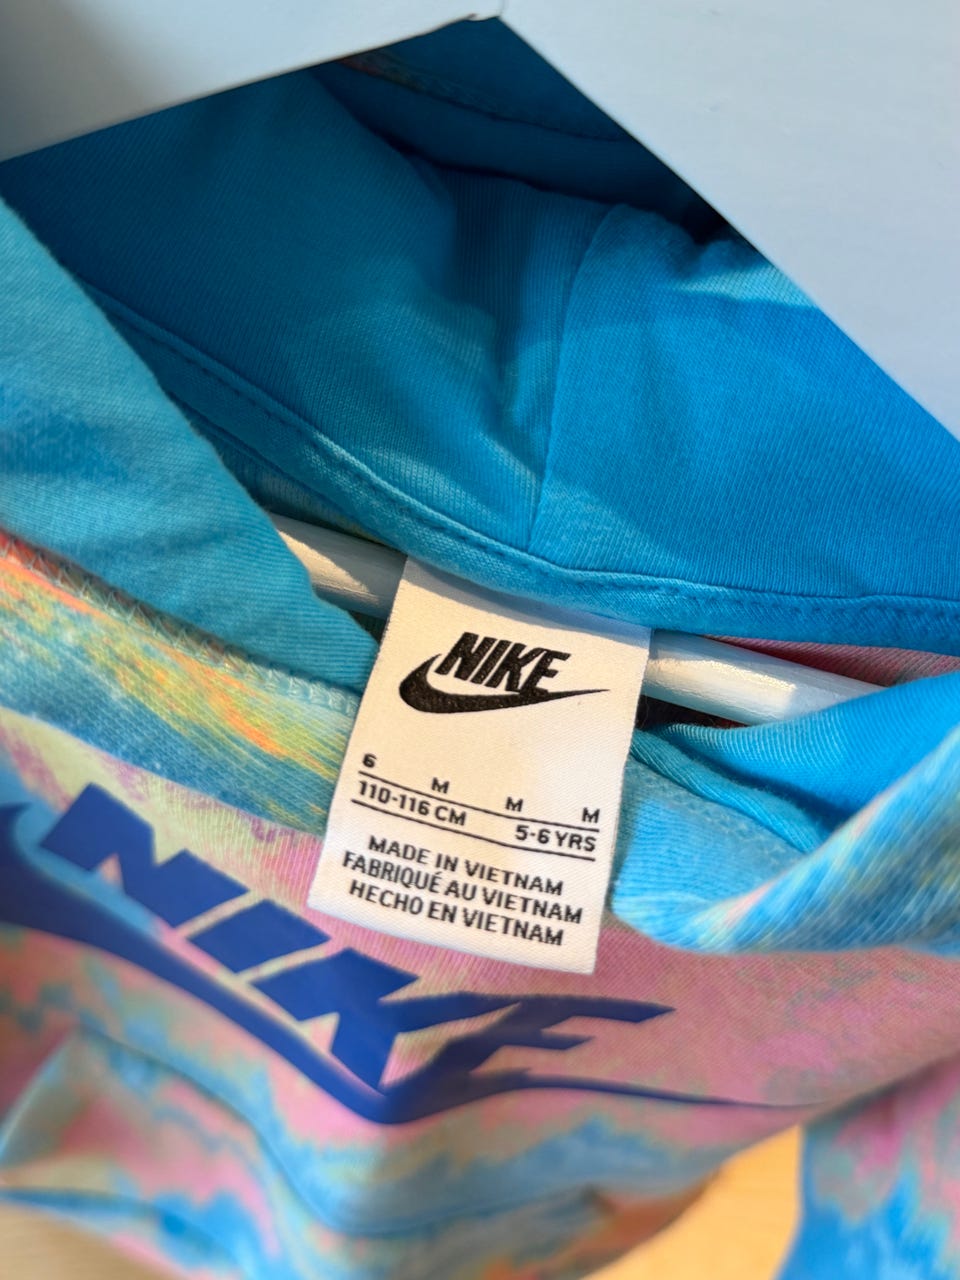 NIKE
6 M M M
110-116 CM 5-6 YRS
MADE IN VIETNAM
FABRIQUÉ AU VIETNAM
HECHO EN VIETNAM
NIKE